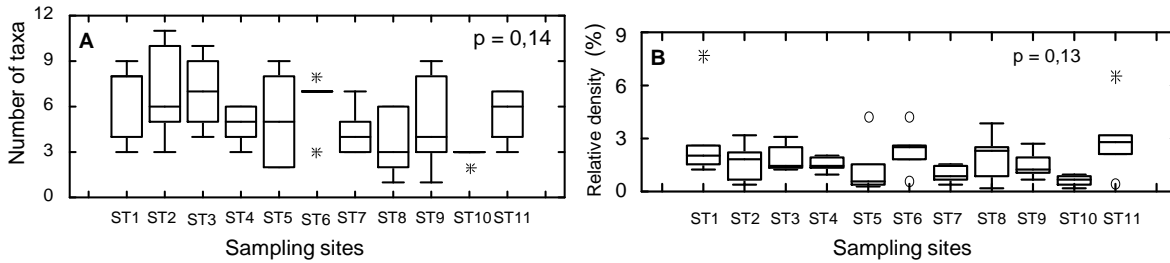 A
p = 0,14
Number of taxa
12
9
6
3
0
ST1 ST2 ST3 ST4 ST5 ST6 ST7 ST8 ST9 ST10 ST11
Sampling sites
B
p = 0,13
Relative density (%)
9
6
3
0
ST1 ST2 ST3 ST4 ST5 ST6 ST7 ST8 ST9 ST10 ST11
Sampling sites